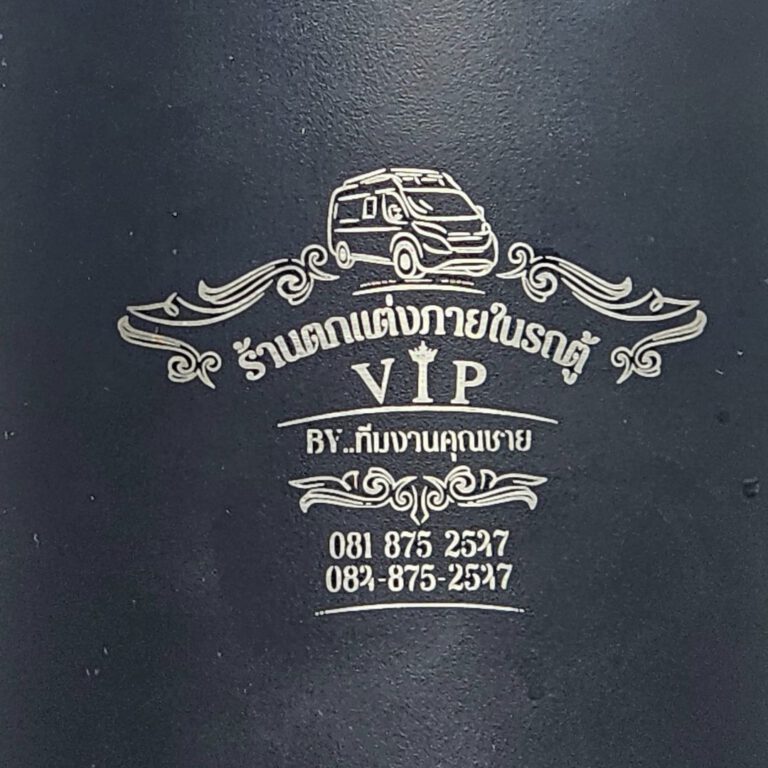 ร้านตกแต่งภายในรถตู้
VIP
BY..ทีมงานคุณชาย
081 875 2547
084-875-2547